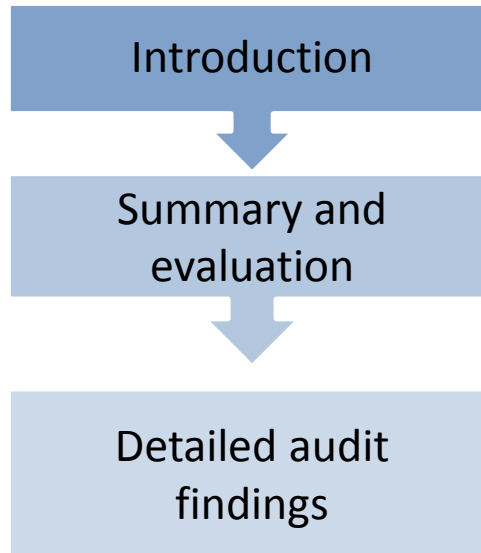 Introduction
Summary and
evaluation
Detailed audit
findings